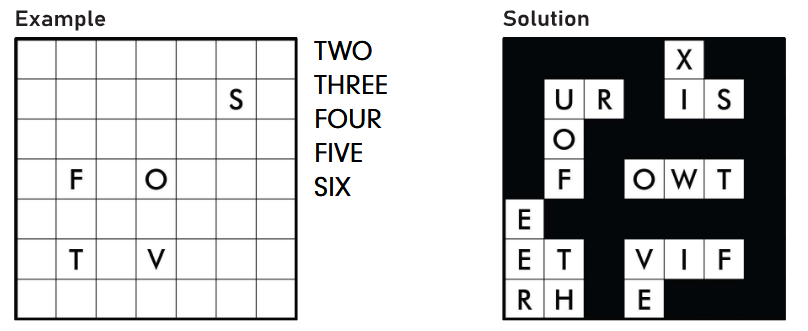 Example
Solution
S
F O
T V
TWO
THREE
FOUR
FIVE
SIX
X
U R I S
O
F O W T
E
E T V I F
R H E